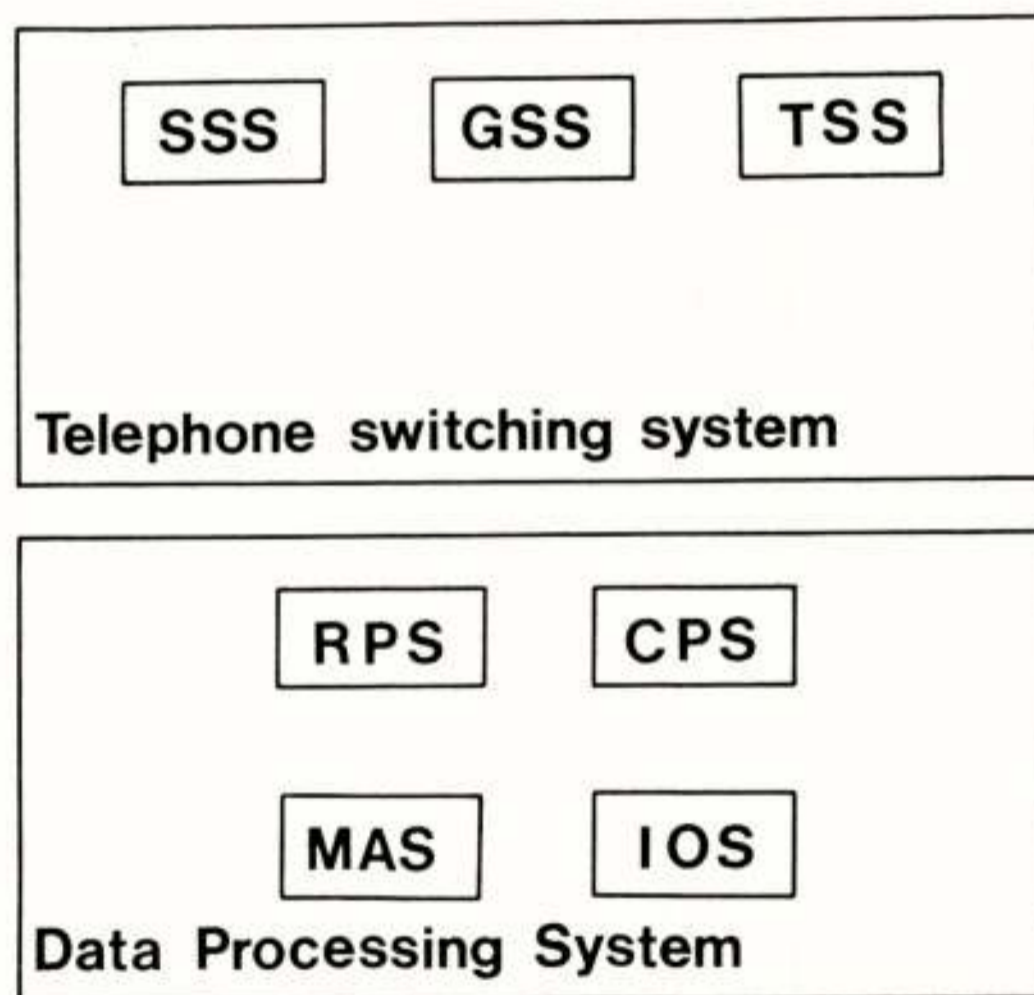 SSS GSS TSS
Telephone switching system
RPS CPS
MAS IOS
Data Processing System